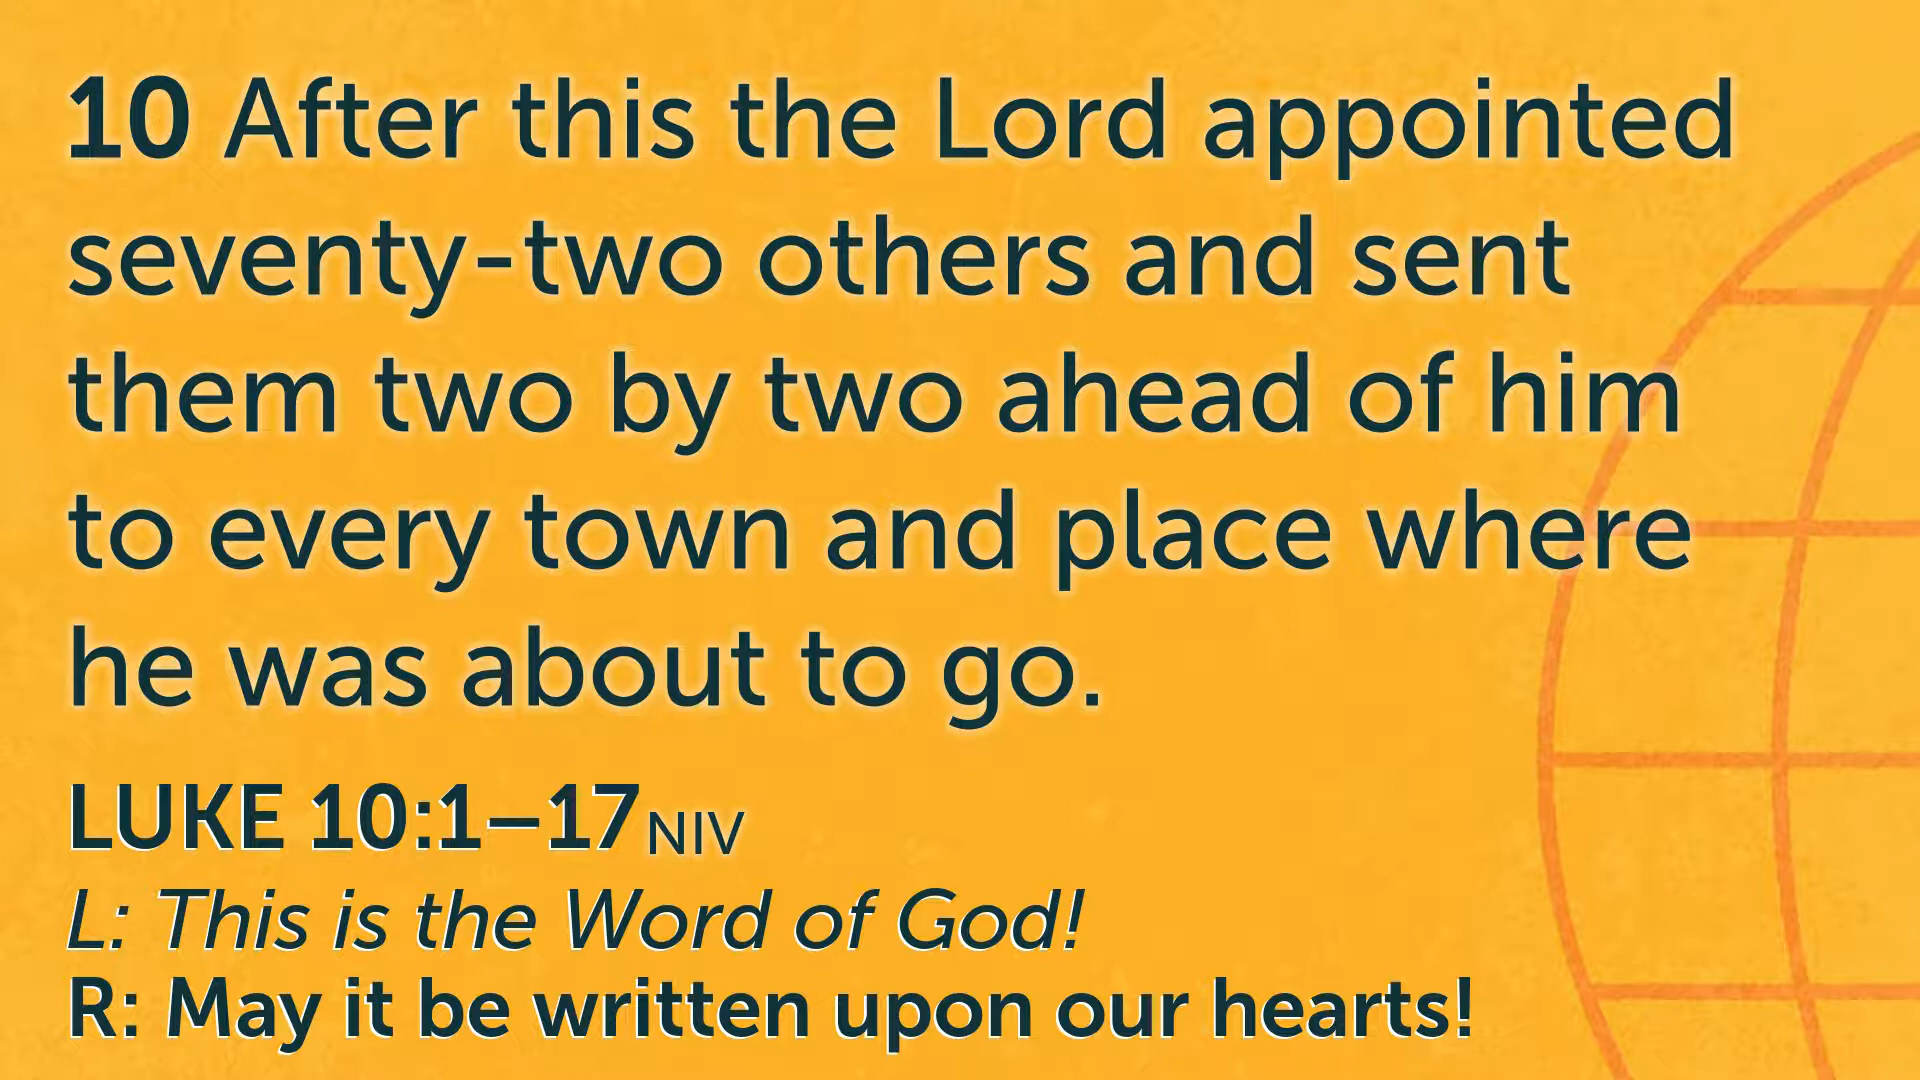 10 After this the Lord appointed
seventy-two others and sent
them two by two ahead of him
to every town and place where
he was about to go.
LUKE 10:1–17 NIV
L: This is the Word of God!
R: May it be written upon our hearts!